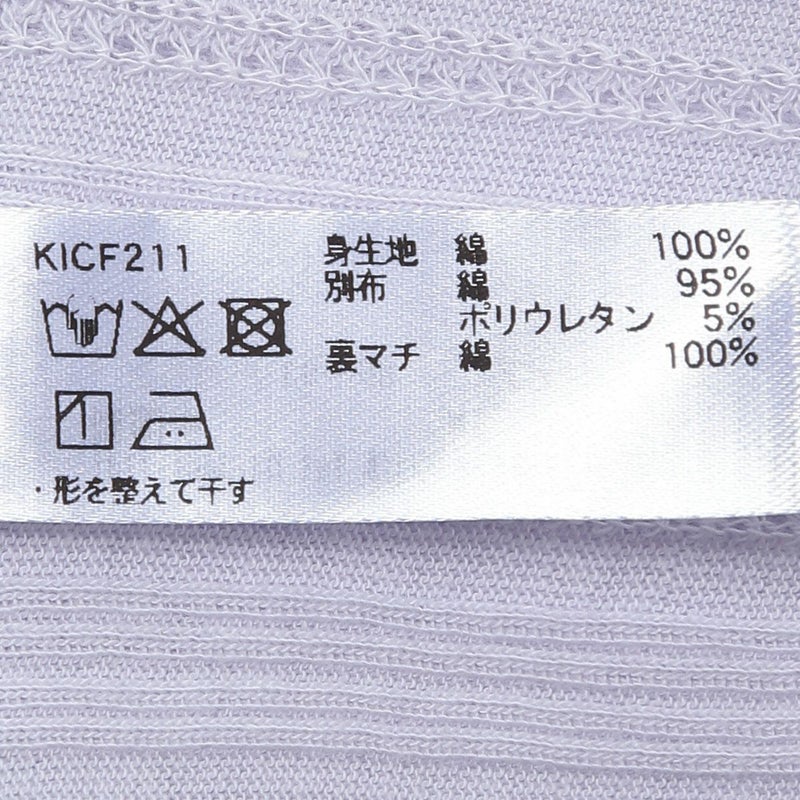 KICF211
身生地 綿 100%
別布 綿 95%
ポリウレタン 5%
裏マチ 綿 100%
・形を整えて干す